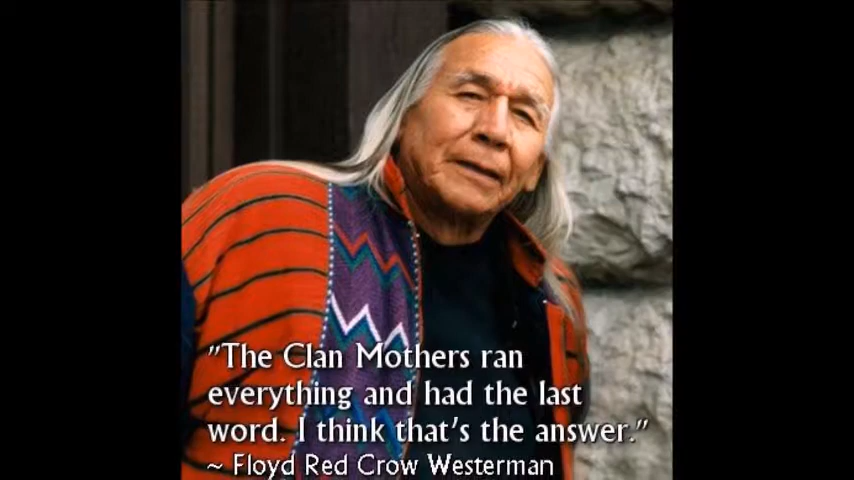 "The Clan Mothers ran
everything and had the last
word. I think that's the answer."
~ Floyd Red Crow Westerman